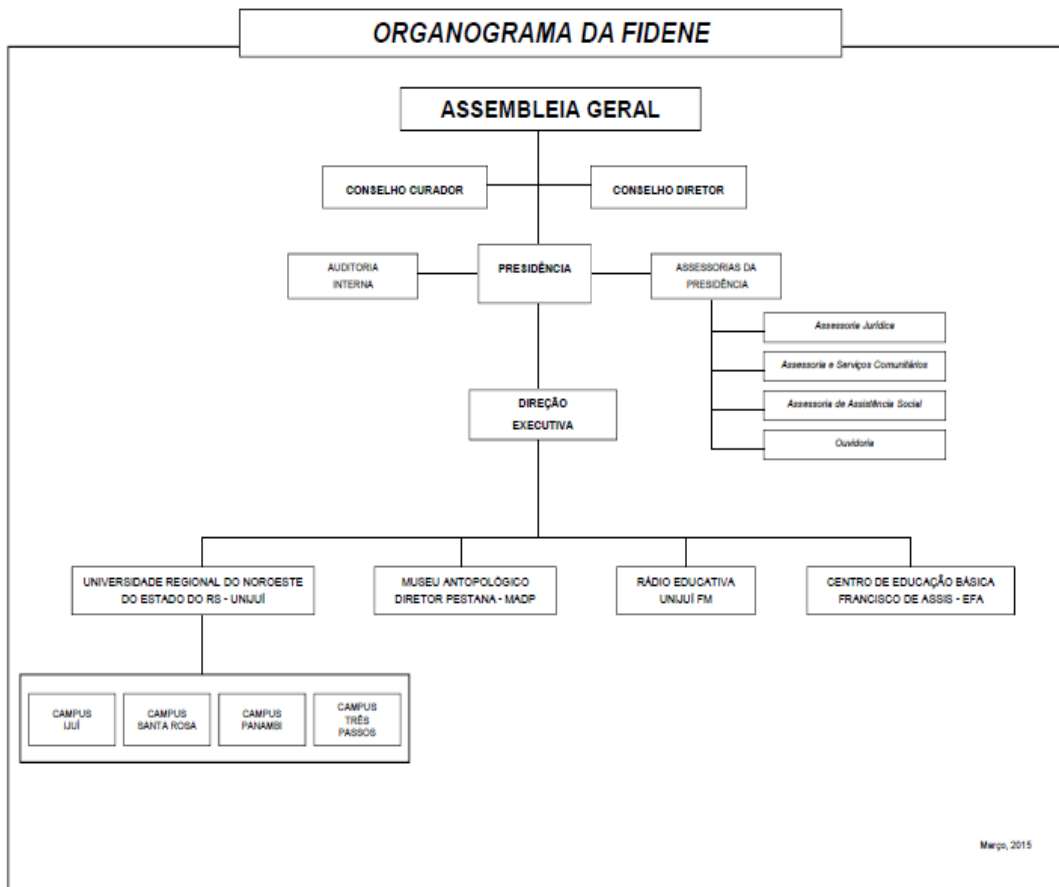 ORGANOGRAMA DA FIDENE
ASSEMBLEIA GERAL
CONSELHO CURADOR
CONSELHO DIRETOR
AUDITORIA
INTERNA
PRESIDÊNCIA
ASSESSORIAS DA
PRESIDÊNCIA
Assessoria Jurídica
Assessoria e Serviços Comunitários
Assessoria de Assistência Social
Ouvidoria
DIREÇÃO
EXECUTIVA
UNIVERSIDADE REGIONAL DO NOROESTE
DO ESTADO DO RS - UNIJUÍ
MUSEU ANTOPOLÓGICO
DIRETOR PESTANA - MADP
RÁDIO EDUCATIVA
UNIJUÍ FM
CENTRO DE EDUCAÇÃO BÁSICA
FRANCISCO DE ASSIS - EFA
CAMPUS
IJUÍ
CAMPUS
SANTA ROSA
CAMPUS
PANAMBI
CAMPUS
TRÊS
PASSOS
Março, 2015